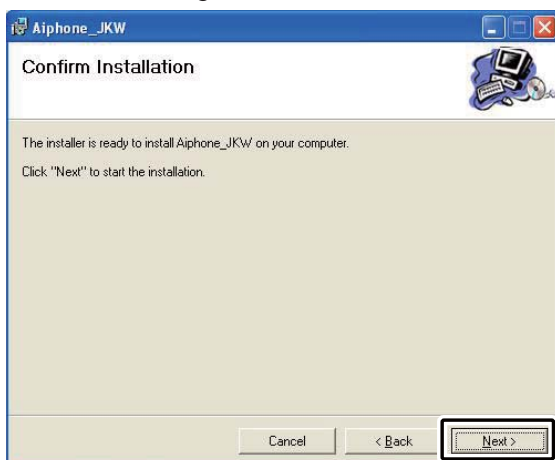 Aiphone_JKW
Confirm Installation
The installer is ready to install Aiphone_JKW on your computer.
Click "Next" to start the installation.
Cancel
< Back
Next >